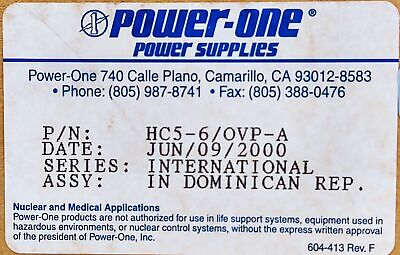 POWER-ONE®
POWER SUPPLIES
Power-One 740 Calle Plano, Camarillo, CA 93012-8583
• Phone: (805) 987-8741 • Fax: (805) 388-0476
P/N: HC5-6/OVP-A
DATE: JUN/09/2000
SERIES: INTERNATIONAL
ASSY: IN DOMINICAN REP.
Nuclear and Medical Applications
Power-One products are not authorized for use in life support systems, equipment used in
hazardous environments, or nuclear control systems, without the express written approval
of the president of Power-One, Inc.
604-413 Rev. F